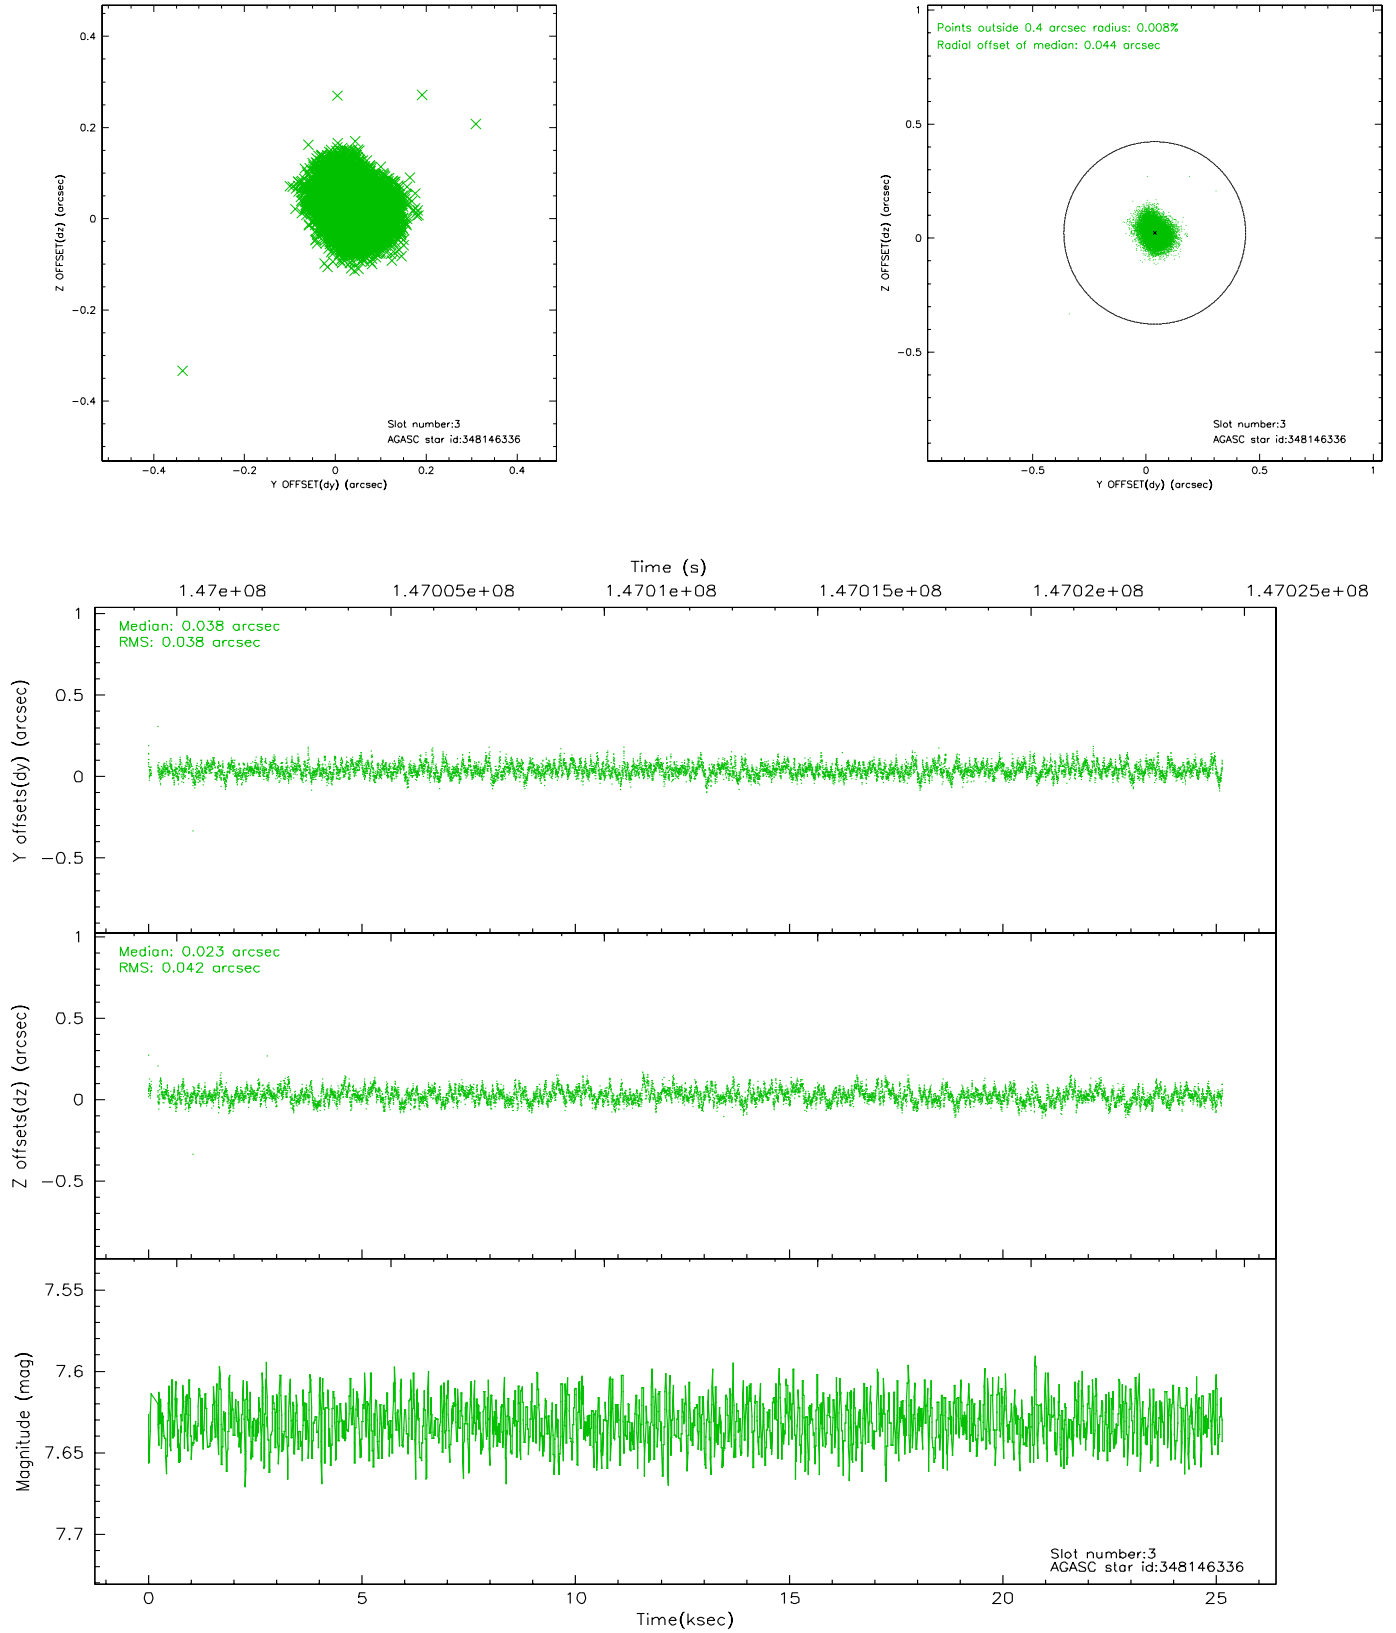 0.4
0.2
0
−0.2
−0.4
Z OFFSET(dz) (arcsec)
−0.4 −0.2 0 0.2 0.4
Y OFFSET(dy) (arcsec)
Slot number:3
AGASC star id:348146336
Points outside 0.4 arcsec radius: 0.008%
Radial offset of median: 0.044 arcsec
1
0.5
0
−0.5
Z OFFSET(dz) (arcsec)
−0.5 0 0.5 1
Y OFFSET(dy) (arcsec)
Slot number:3
AGASC star id:348146336
Time (s)
1.47e+08 1.47005e+08 1.4701e+08 1.47015e+08 1.4702e+08 1.47025e+08
Median: 0.038 arcsec
RMS: 0.038 arcsec
1
0.5
0
−0.5
Y offsets(dy) (arcsec)
Median: 0.023 arcsec
RMS: 0.042 arcsec
1
0.5
0
−0.5
Z offsets(dz) (arcsec)
7.55
7.6
7.65
7.7
Magnitude (mag)
Slot number:3
AGASC star id:348146336
0 5 10 15 20 25
Time(ksec)